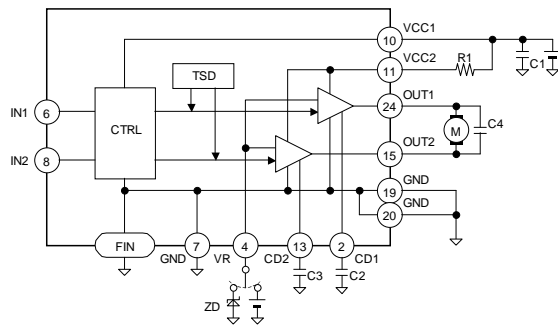 VCC1
10
C1
VCC2
R1
11
TSD
OUT1
24
IN1
6
CTRL
M
C4
IN2
8
OUT2
15
GND
19
GND
20
FIN
7
4
13
2
GND
VR
CD2
CD1
C3
C2
ZD